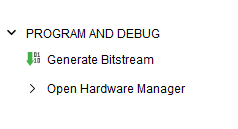 PROGRAM AND DEBUG
Generate Bitstream
Open Hardware Manager